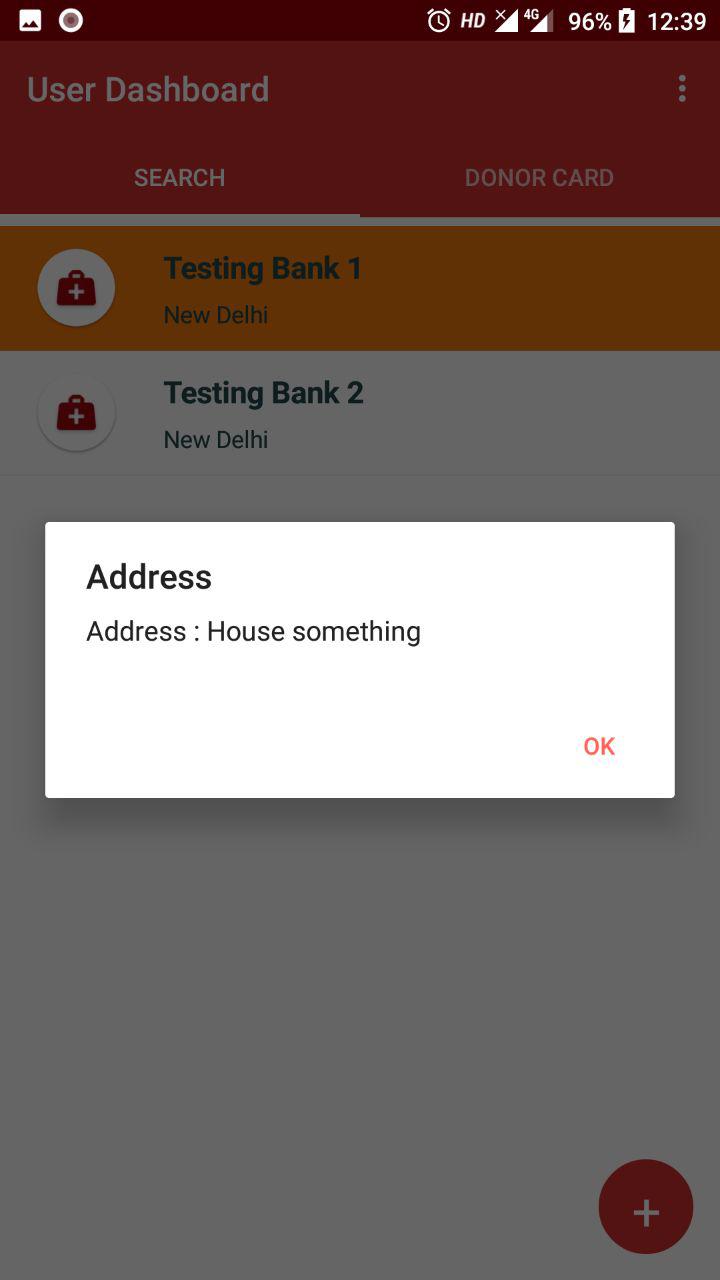 HD 4G 96% 12:39
User Dashboard
SEARCH DONOR CARD
Testing Bank 1
New Delhi
Testing Bank 2
New Delhi
Address
Address : House something
OK
+